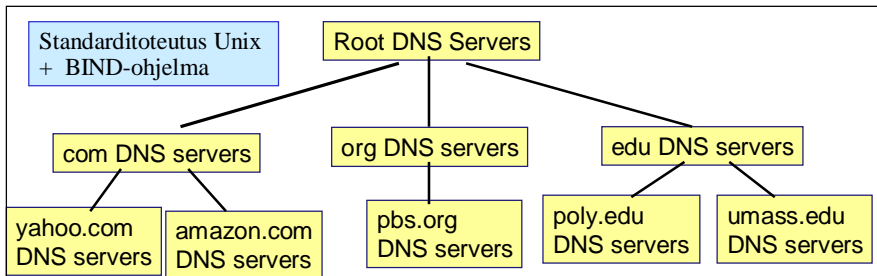 Standarditoteutus Unix
+ BIND-ohjelma
Root DNS Servers
com DNS servers
org DNS servers
edu DNS servers
yahoo.com
DNS servers
amazon.com
DNS servers
pbs.org
DNS servers
poly.edu
DNS servers
umass.edu
DNS servers